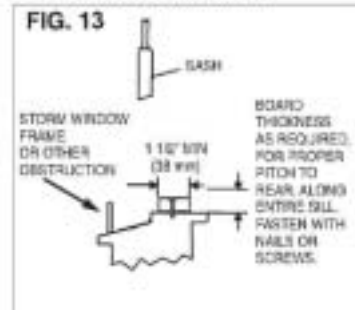 FIG. 13
SASH
STORM WINDOW
FRAME
OR OTHER
OBSTRUCTION
1 1/2" MIN
(38 mm)
BOARD
THICKNESS
AS REQUIRED,
FOR PROPER
PITCH TO
REAR, ALONG
ENTIRE SILL.
FASTEN WITH
NAILS OR
SCREWS.